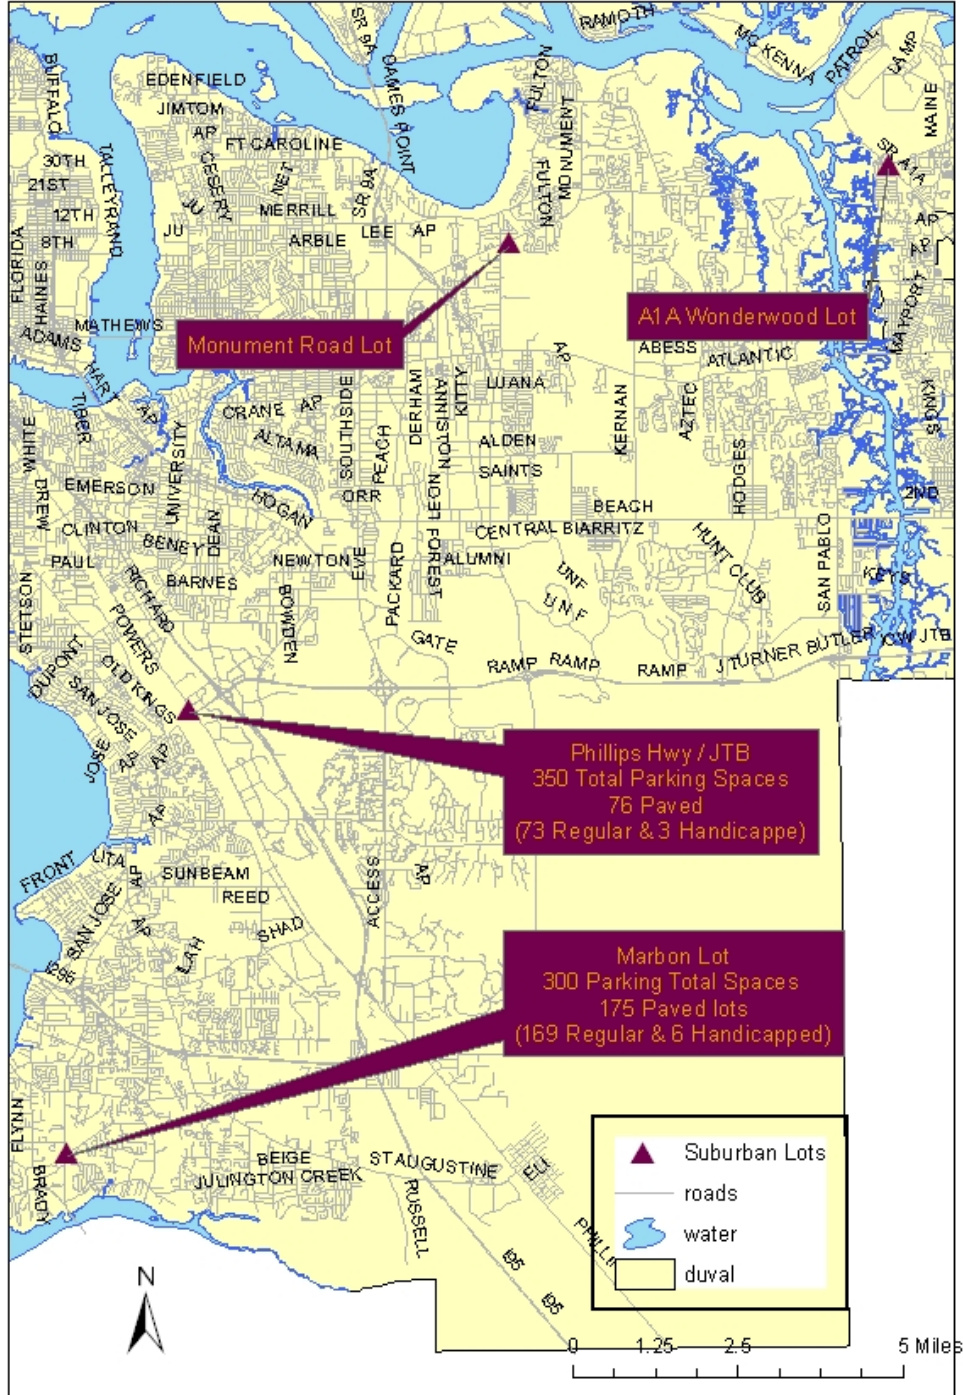 RAMOTH
SR 9A
MC KENNA
PATROL
LAMP
BUFFALO
DAMES POINT
FULTON
EDENFIELD
JIMTOM
AP
FT CAROLINE
MONUMENT
MAINE
30TH
21ST
12TH
8TH
TALLEYRAND
CESERY
NET
JU
MERRILL
SR 9A
FULTON
SR A1A
JU
ARBLE
LEE
AP
AP
AP
FLORIDA
HAINES
MATHEWS
ADAMS
Monument Road Lot
A1A Wonderwood Lot
MAYPORT
HART
ABESS
ATLANTIC
AP
TIGER
AP
CRANE
AP
SOUTHSIDE
DERHAM
ANNISTON
KITTY
LUANA
KERNAN
AZTEC
KINGS
WHITE
UNIVERSITY
ALTAMA
PEACH
ALDEN
SAINTS
HODGES
DREW
EMERSON
HOGAN
ORR
BEACH
2ND
CLINTON
BENEY
DEAN
NOLET
FOREST
CENTRAL
BIARRITZ
HUNT CLUB
SAN PABLO
PAUL
BARNES
NEWTON
EVE
PACKARD
ALUMNI
UNF
UNF
KEYS
STETSON
RICHARD
POWERS
BOWDEN
GATE
RAMP
RAMP
RAMP
J TURNER BUTLER
ICW JTB
DUPONT
OLD KINGS
SAN JOSE
JOSE
AP
AP
AP
Phillips Hwy / JTB
350 Total Parking Spaces
76 Paved
(73 Regular & 3 Handicappe)
FRONT
LITA
AP
SUNBEAM
REED
ACCESS
AP
SAN JOSE
AP
LAH
SHAD
I295
Marbon Lot
300 Parking Total Spaces
175 Paved lots
(169 Regular & 6 Handicapped)
FLYNN
BRADY
BEIGE
JULINGTON CREEK
ST AUGUSTINE
ELI
RUSSELL
PHILLI
I95
I95
Suburban Lots
roads
water
duval
N
0 1.25 2.5 5 Miles